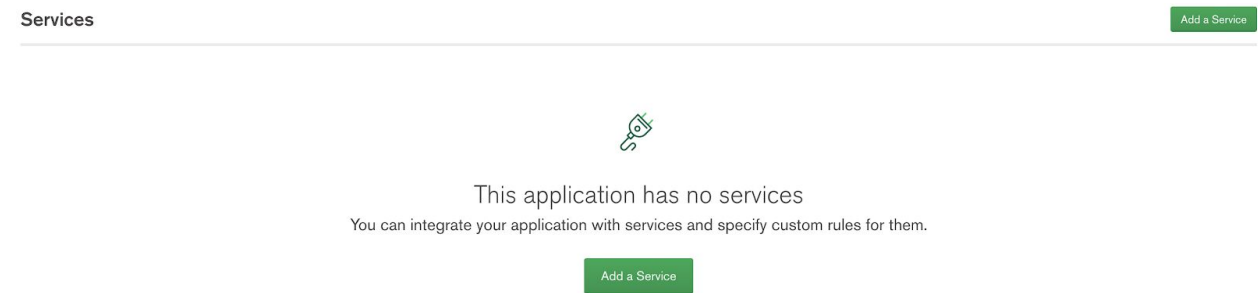 Services
Add a Service
This application has no services
You can integrate your application with services and specify custom rules for them.
Add a Service